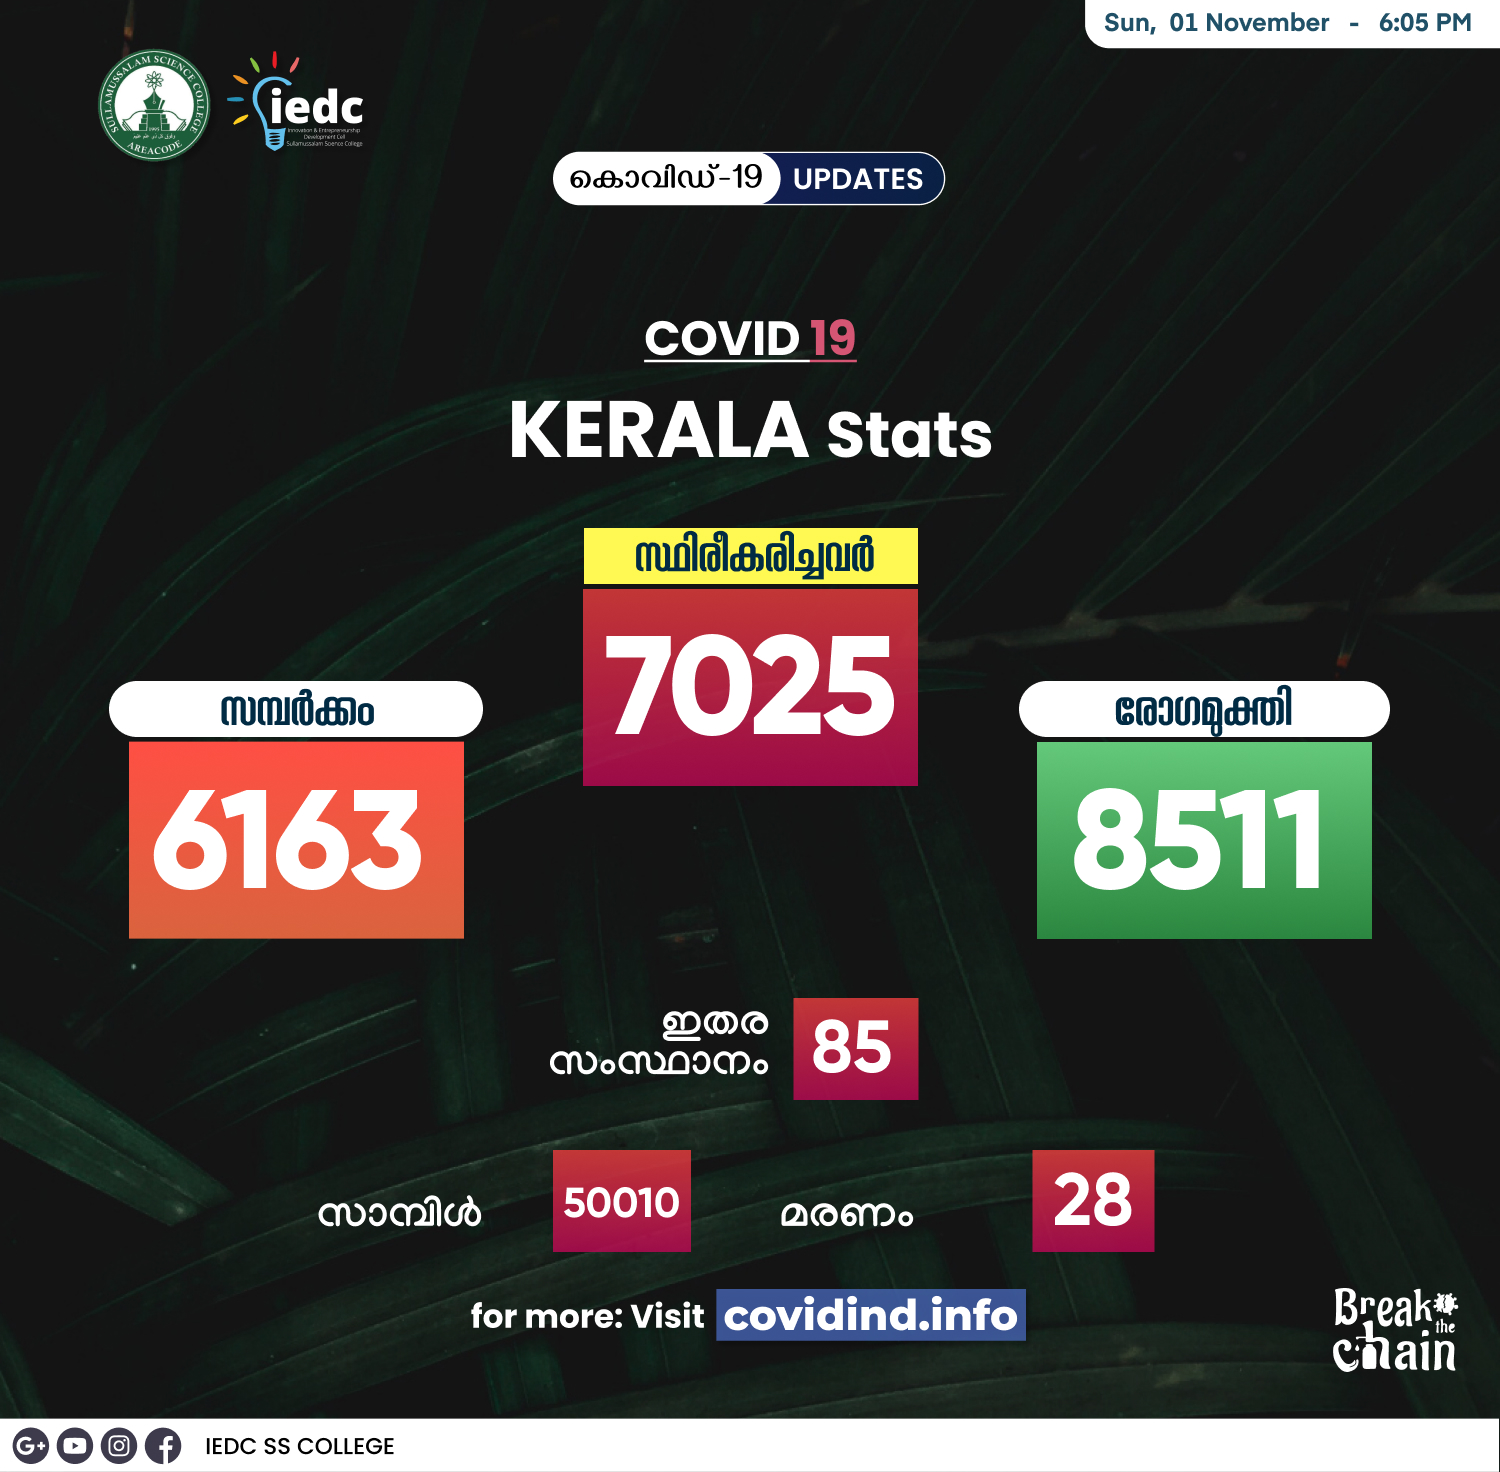 Sun, 01 November - 6:05 PM
SULLAMUSSALAM SCIENCE COLLEGE
1995
AREACODE
iedc
Innovation & Entrepreneurship
Development Cell
Sullamussalam Science College
കൊവിഡ്-19 UPDATES
COVID 19
KERALA Stats
സ്ഥിരീകരിച്ചവർ
7025
സമ്പർക്കം
6163
രോഗമുക്തി
8511
ഇതര
സംസ്ഥാനം
85
സാമ്പിൾ 50010 മരണം 28
for more: Visit covidind.info
Break
the
chain
G+ IEDC SS COLLEGE